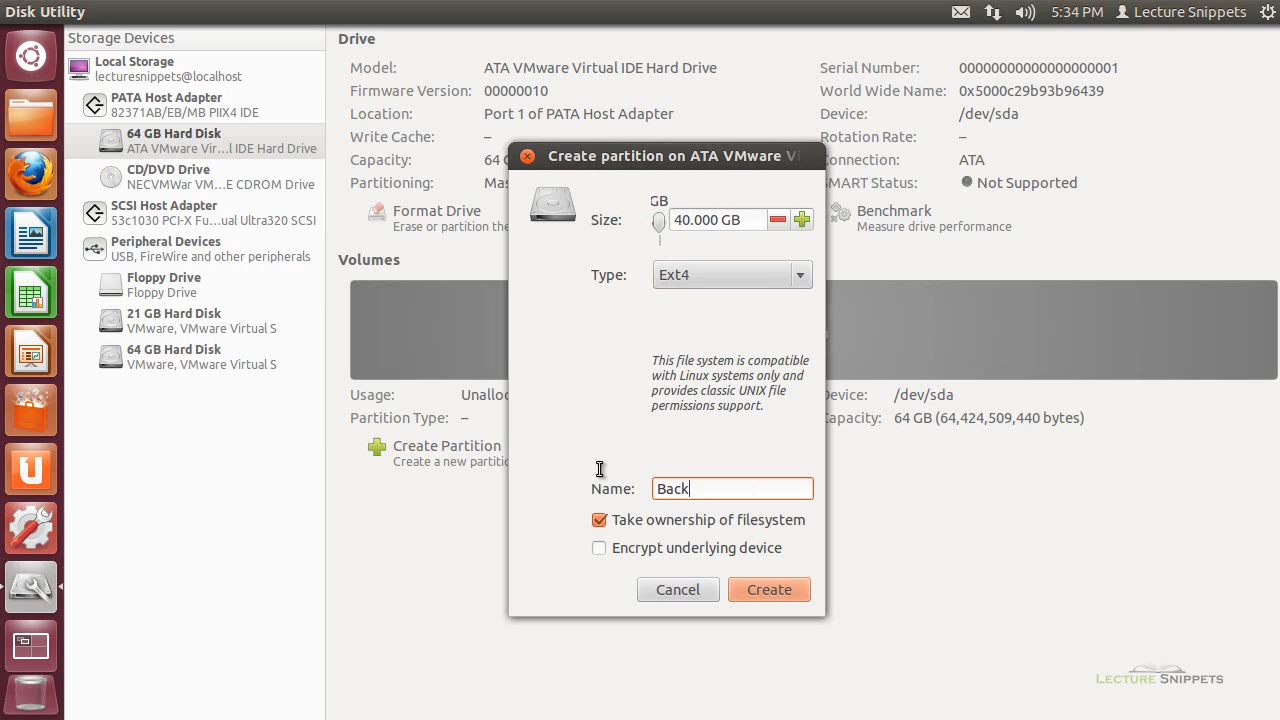 Disk Utility
5:34 PM
Lecture Snippets
Storage Devices
Local Storage
lecturesnippets@localhost
PATA Host Adapter
82371AB/EB/MB PIIX4 IDE
64 GB Hard Disk
ATA VMware Vir...l IDE Hard Drive
CD/DVD Drive
NECVMWar VM...E CDROM Drive
SCSI Host Adapter
53c1030 PCI-X Fu...ual Ultra320 SCSI
Peripheral Devices
USB, FireWire and other peripherals
Floppy Drive
Floppy Drive
21 GB Hard Disk
VMware, VMware Virtual S
64 GB Hard Disk
VMware, VMware Virtual S
Drive
Model: ATA VMware Virtual IDE Hard Drive
Serial Number: 00000000000000000001
Firmware Version: 00000010
World Wide Name: 0x5000c29b93b96439
Location: Port 1 of PATA Host Adapter
Device: /dev/sda
Write Cache: –
Rotation Rate: –
Capacity: 64
onnection: ATA
Partitioning: Mas
MART Status: Not Supported
Format Drive
Erase or partition the
Benchmark
Measure drive performance
Volumes
Usage: Unalloc
Device: /dev/sda
Partition Type: –
apacity: 64 GB (64,424,509,440 bytes)
Create Partition
Create a new partitio
Create partition on ATA VMware Vi
GB
Size: 40.000 GB
Type: Ext4
This file system is compatible
with Linux systems only and
provides classic UNIX file
permissions support.
Name: Back
Take ownership of filesystem
Encrypt underlying device
Cancel
Create
LECTURE SNIPPETS